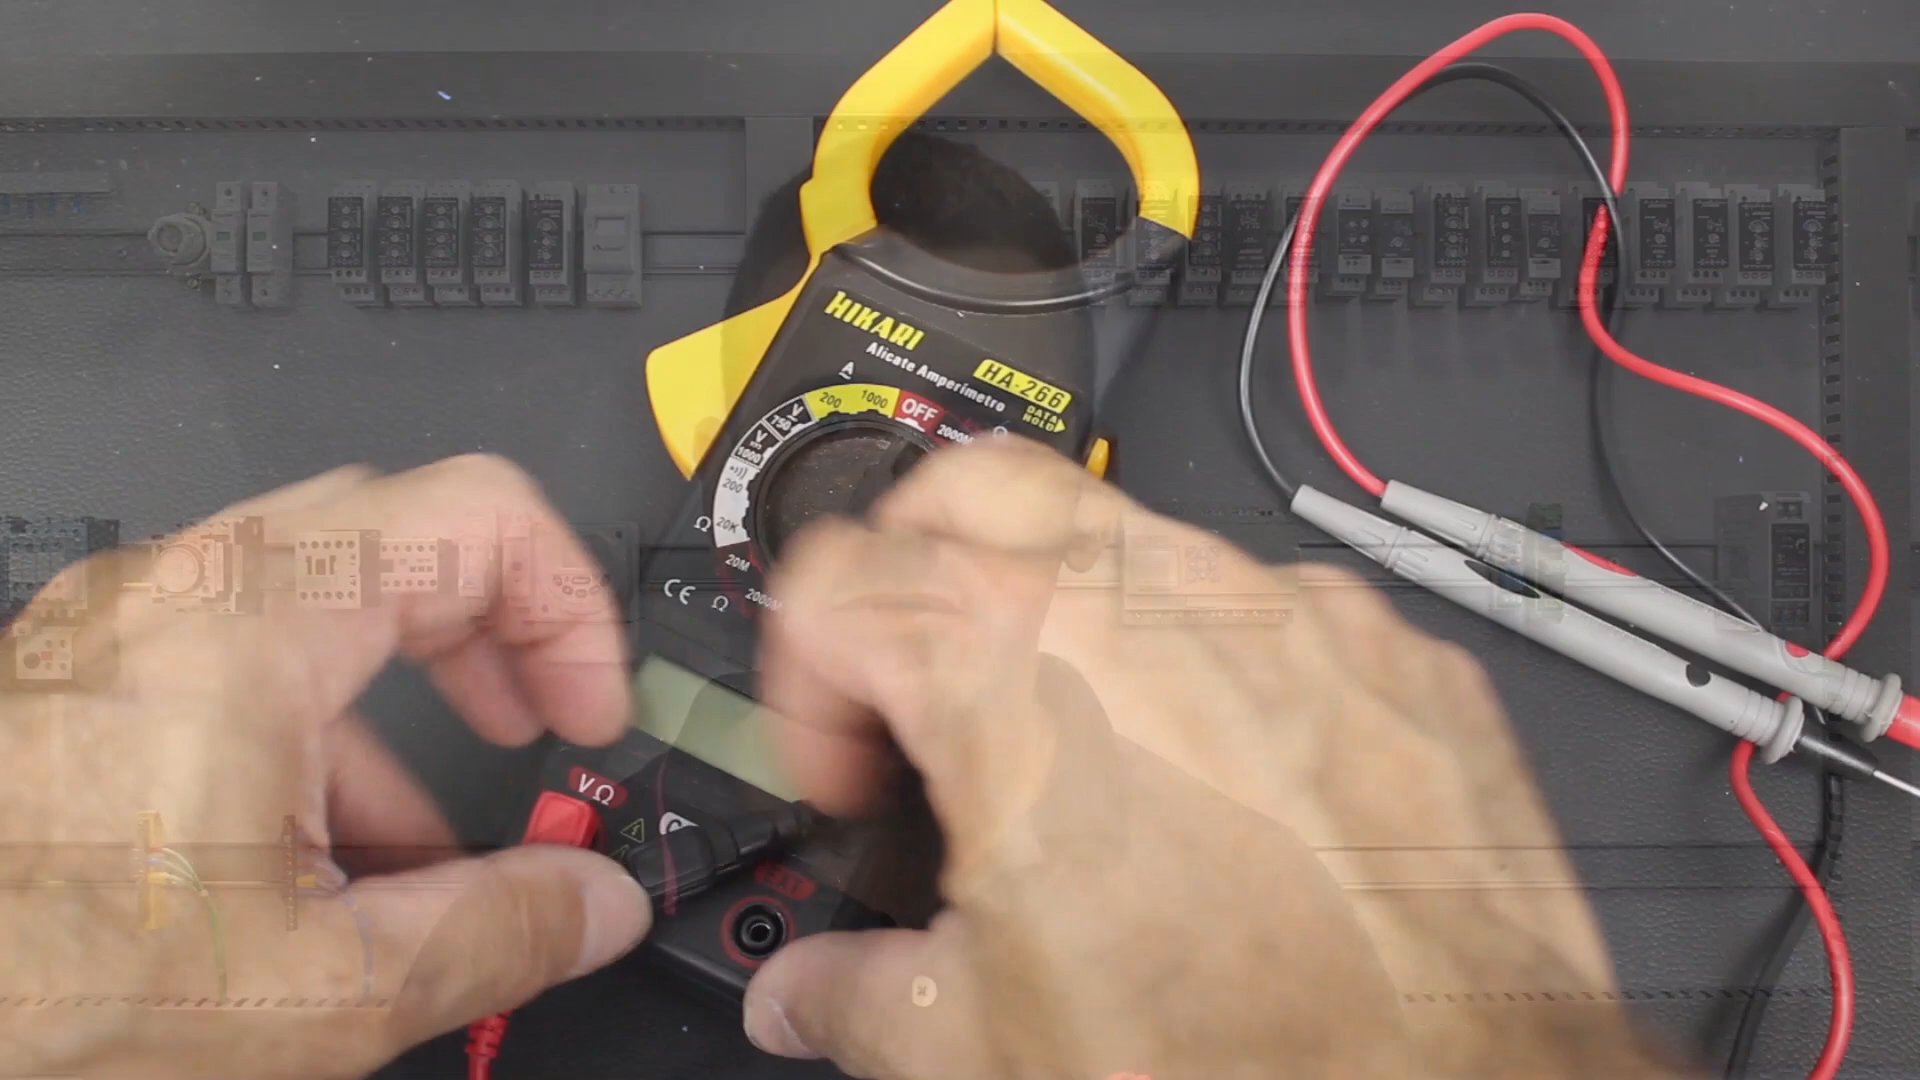 HIKARI
Alicate Amperímetro
HA-266
DATA
HOLD
A
200 1000 OFF
V
750
V
1000
200
Ω 20K
20M
2000M
2000M
Ω
Ω
CE
VΩ
EXT